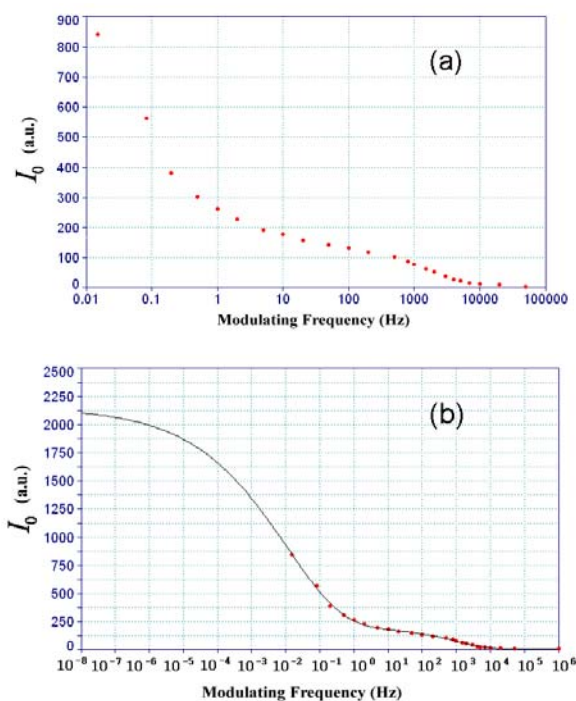 900
800
700
600
500
400
300
200
100
0
I₀ (a.u.)
(a)
0.01 0.1 1 10 100 1000 10000 100000
Modulating Frequency (Hz)
2500
2250
2000
1750
1500
1250
1000
750
500
250
0
I₀ (a.u.)
(b)
10⁻⁸ 10⁻⁷ 10⁻⁶ 10⁻⁵ 10⁻⁴ 10⁻³ 10⁻² 10⁻¹ 10⁰ 10¹ 10² 10³ 10⁴ 10⁵ 10⁶
Modulating Frequency (Hz)